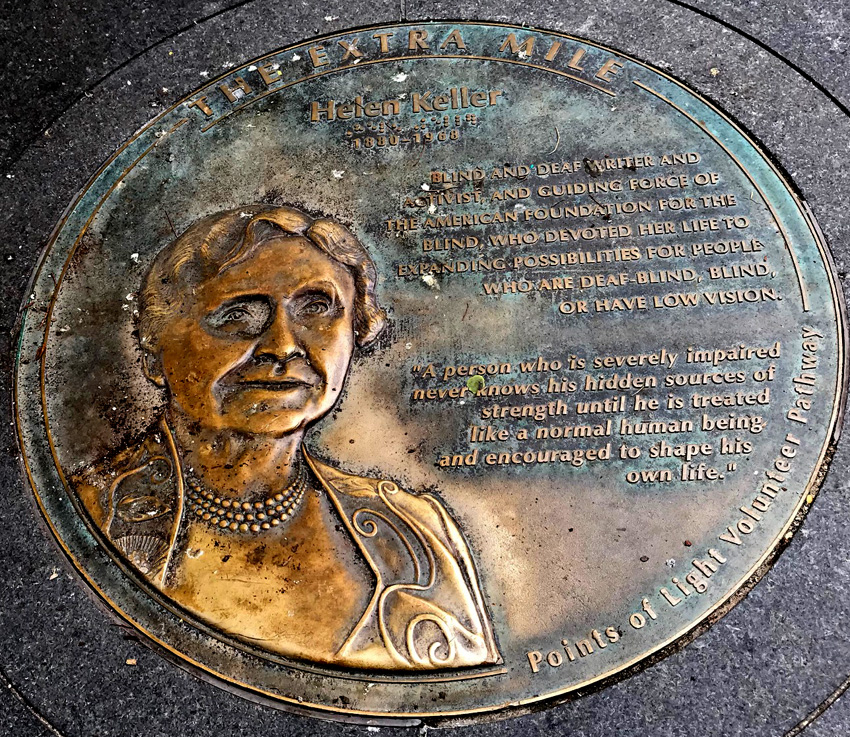 THE EXTRA MILE
Helen Keller
1880–1968
BLIND AND DEAF WRITER AND
ACTIVIST AND GUIDING FORCE OF
THE AMERICAN FOUNDATION FOR THE
BLIND, WHO DEVOTED HER LIFE TO
EXPANDING POSSIBILITIES FOR PEOPLE
WHO ARE DEAF-BLIND, BLIND,
OR HAVE LOW VISION.
"A person who is severely impaired
never knows his hidden sources of
strength until he is treated
like a normal human being
and encouraged to shape his
own life."
Points of Light Volunteer Pathway